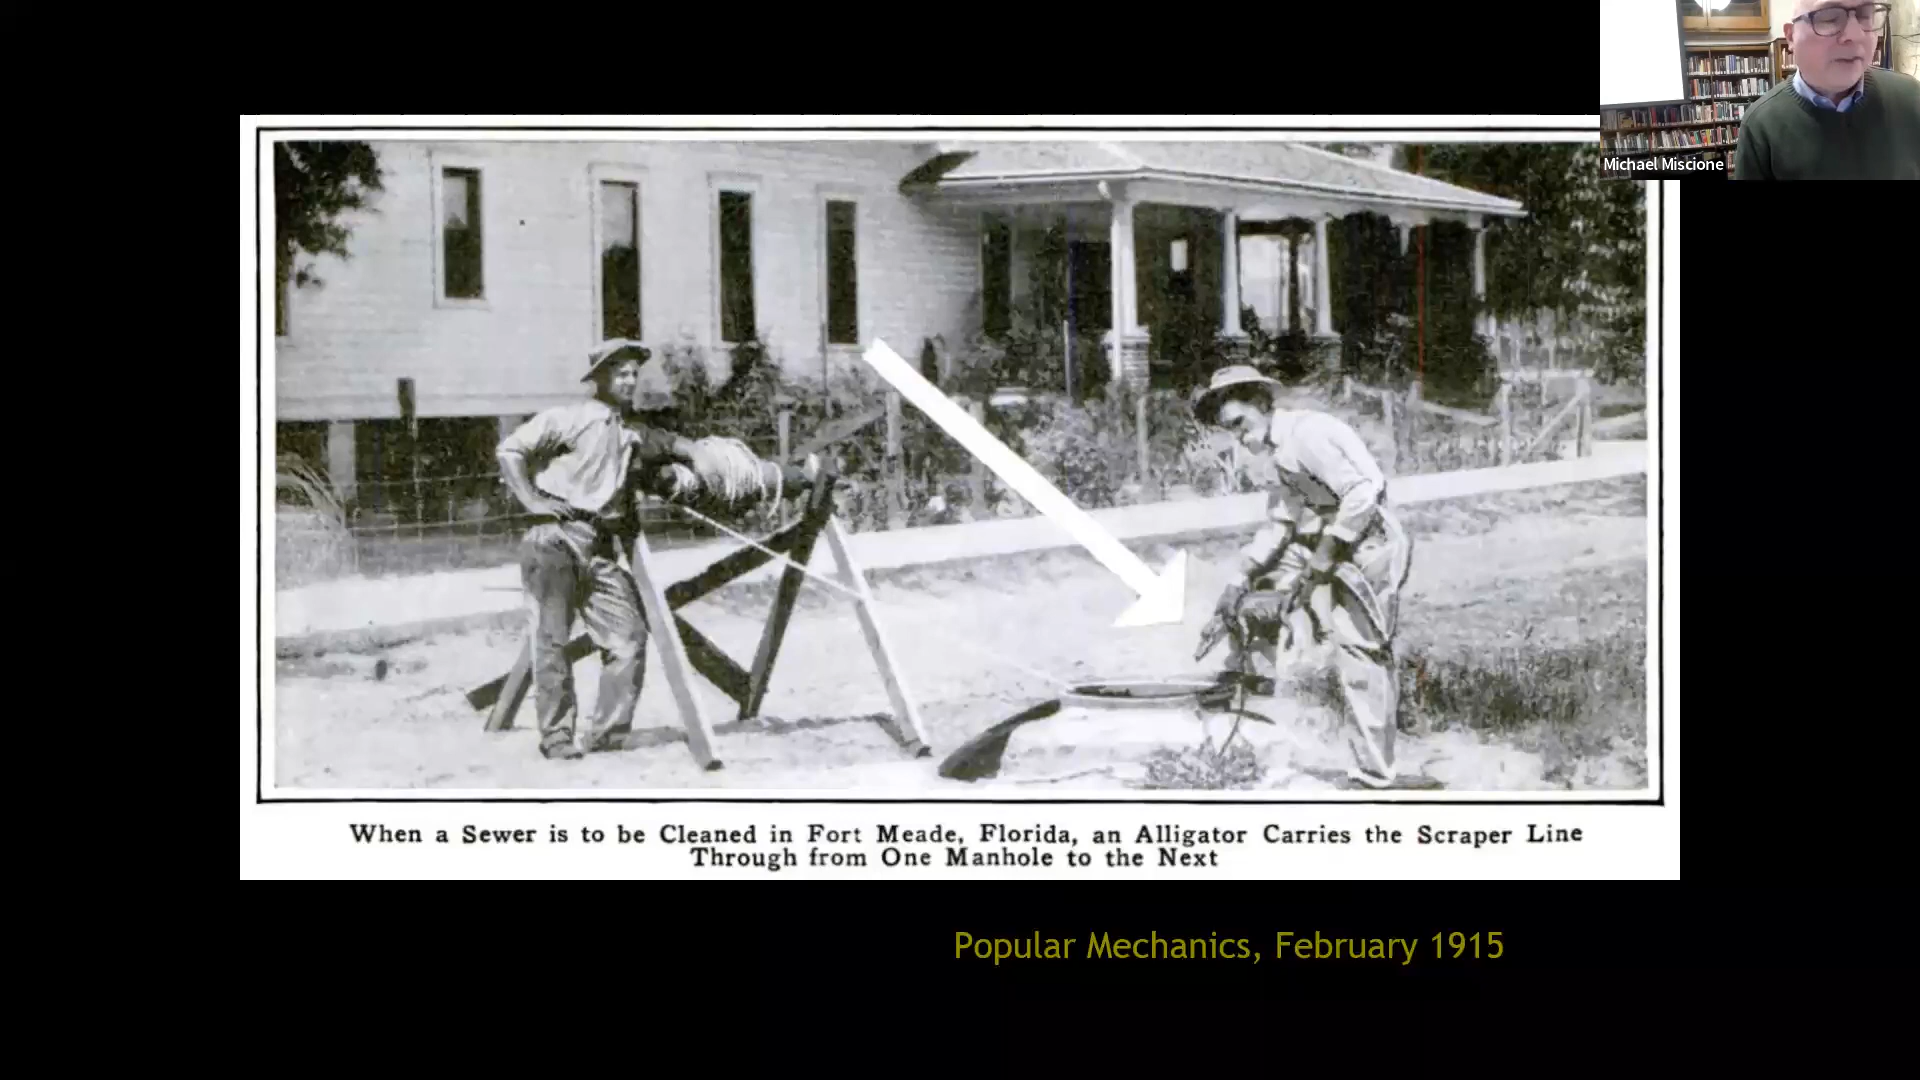 Michael Miscione
When a Sewer is to be Cleaned in Fort Meade, Florida, an Alligator Carries the Scraper Line
Through from One Manhole to the Next
Popular Mechanics, February 1915